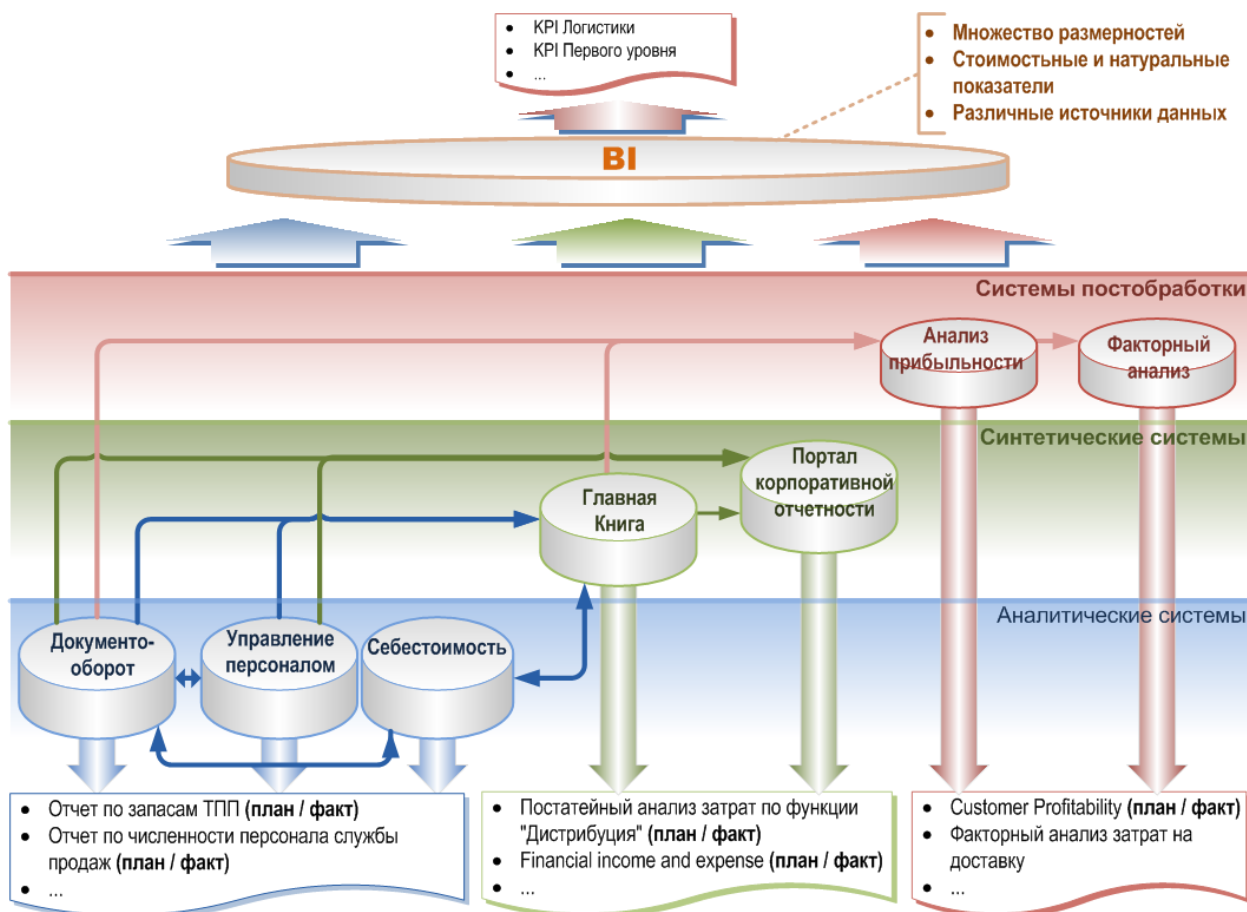 • KPI Логистики
• KPI Первого уровня
• ...
• Множество размерностей
• Стоимостьные и натуральные
показатели
• Различные источники данных
BI
Системы постобработки
Анализ
прибыльности
Факторный
анализ
Синтетические системы
Портал
корпоративной
отчетности
Главная
Книга
Аналитические системы
Документо-
оборот
Управление
персоналом
Себестоимость
• Отчет по запасам ТПП (план / факт)
• Отчет по численности персонала службы
продаж (план / факт)
• ...
• Постатейный анализ затрат по функции
"Дистрибуция" (план / факт)
• Financial income and expense (план / факт)
• ...
• Customer Profitability (план / факт)
• Факторный анализ затрат на
доставку
• ...